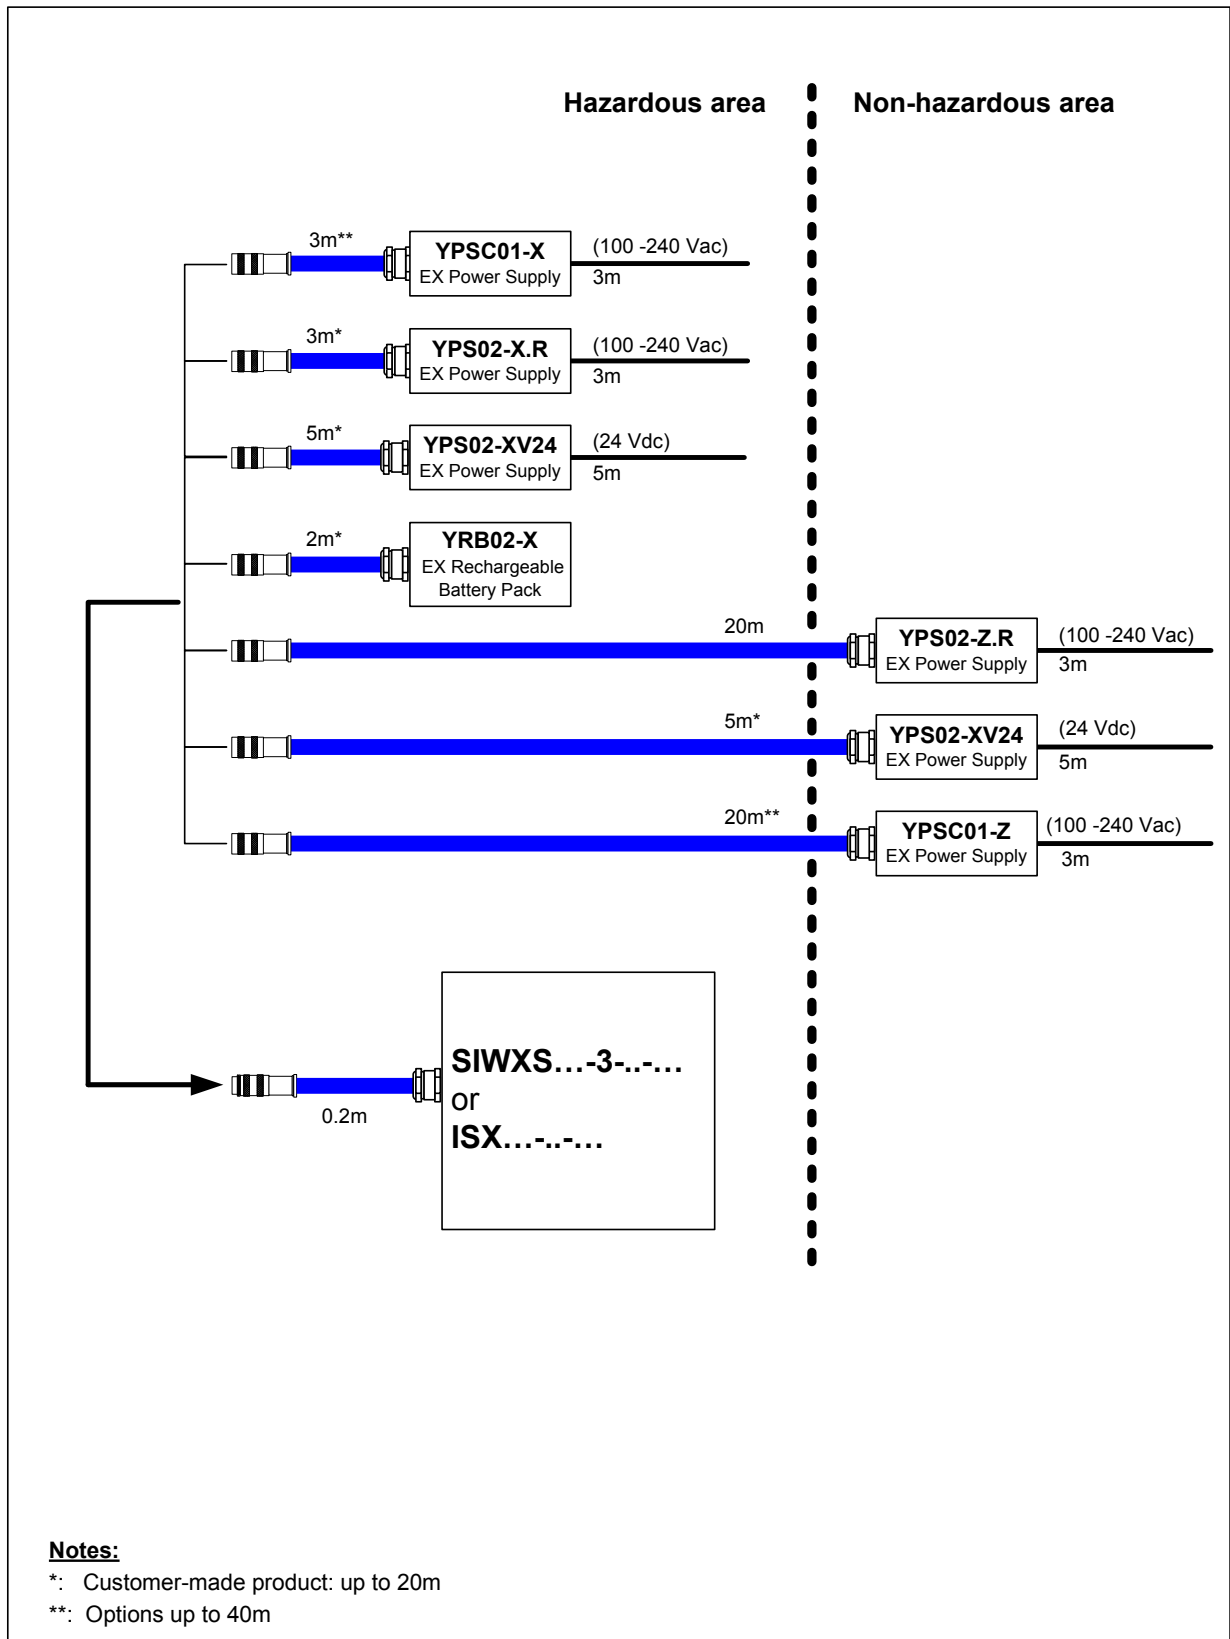 Hazardous area
Non-hazardous area
3m**
YPSC01-X
EX Power Supply
(100 -240 Vac)
3m
3m*
YPS02-X.R
EX Power Supply
(100 -240 Vac)
3m
5m*
YPS02-XV24
EX Power Supply
(24 Vdc)
5m
2m*
YRB02-X
EX Rechargeable
Battery Pack
20m
YPS02-Z.R
EX Power Supply
(100 -240 Vac)
3m
5m*
YPS02-XV24
EX Power Supply
(24 Vdc)
5m
20m**
YPSC01-Z
EX Power Supply
(100 -240 Vac)
3m
0.2m
SIWXS…-3-..-…
or
ISX…-..-…
Notes:
*: Customer-made product: up to 20m
**: Options up to 40m